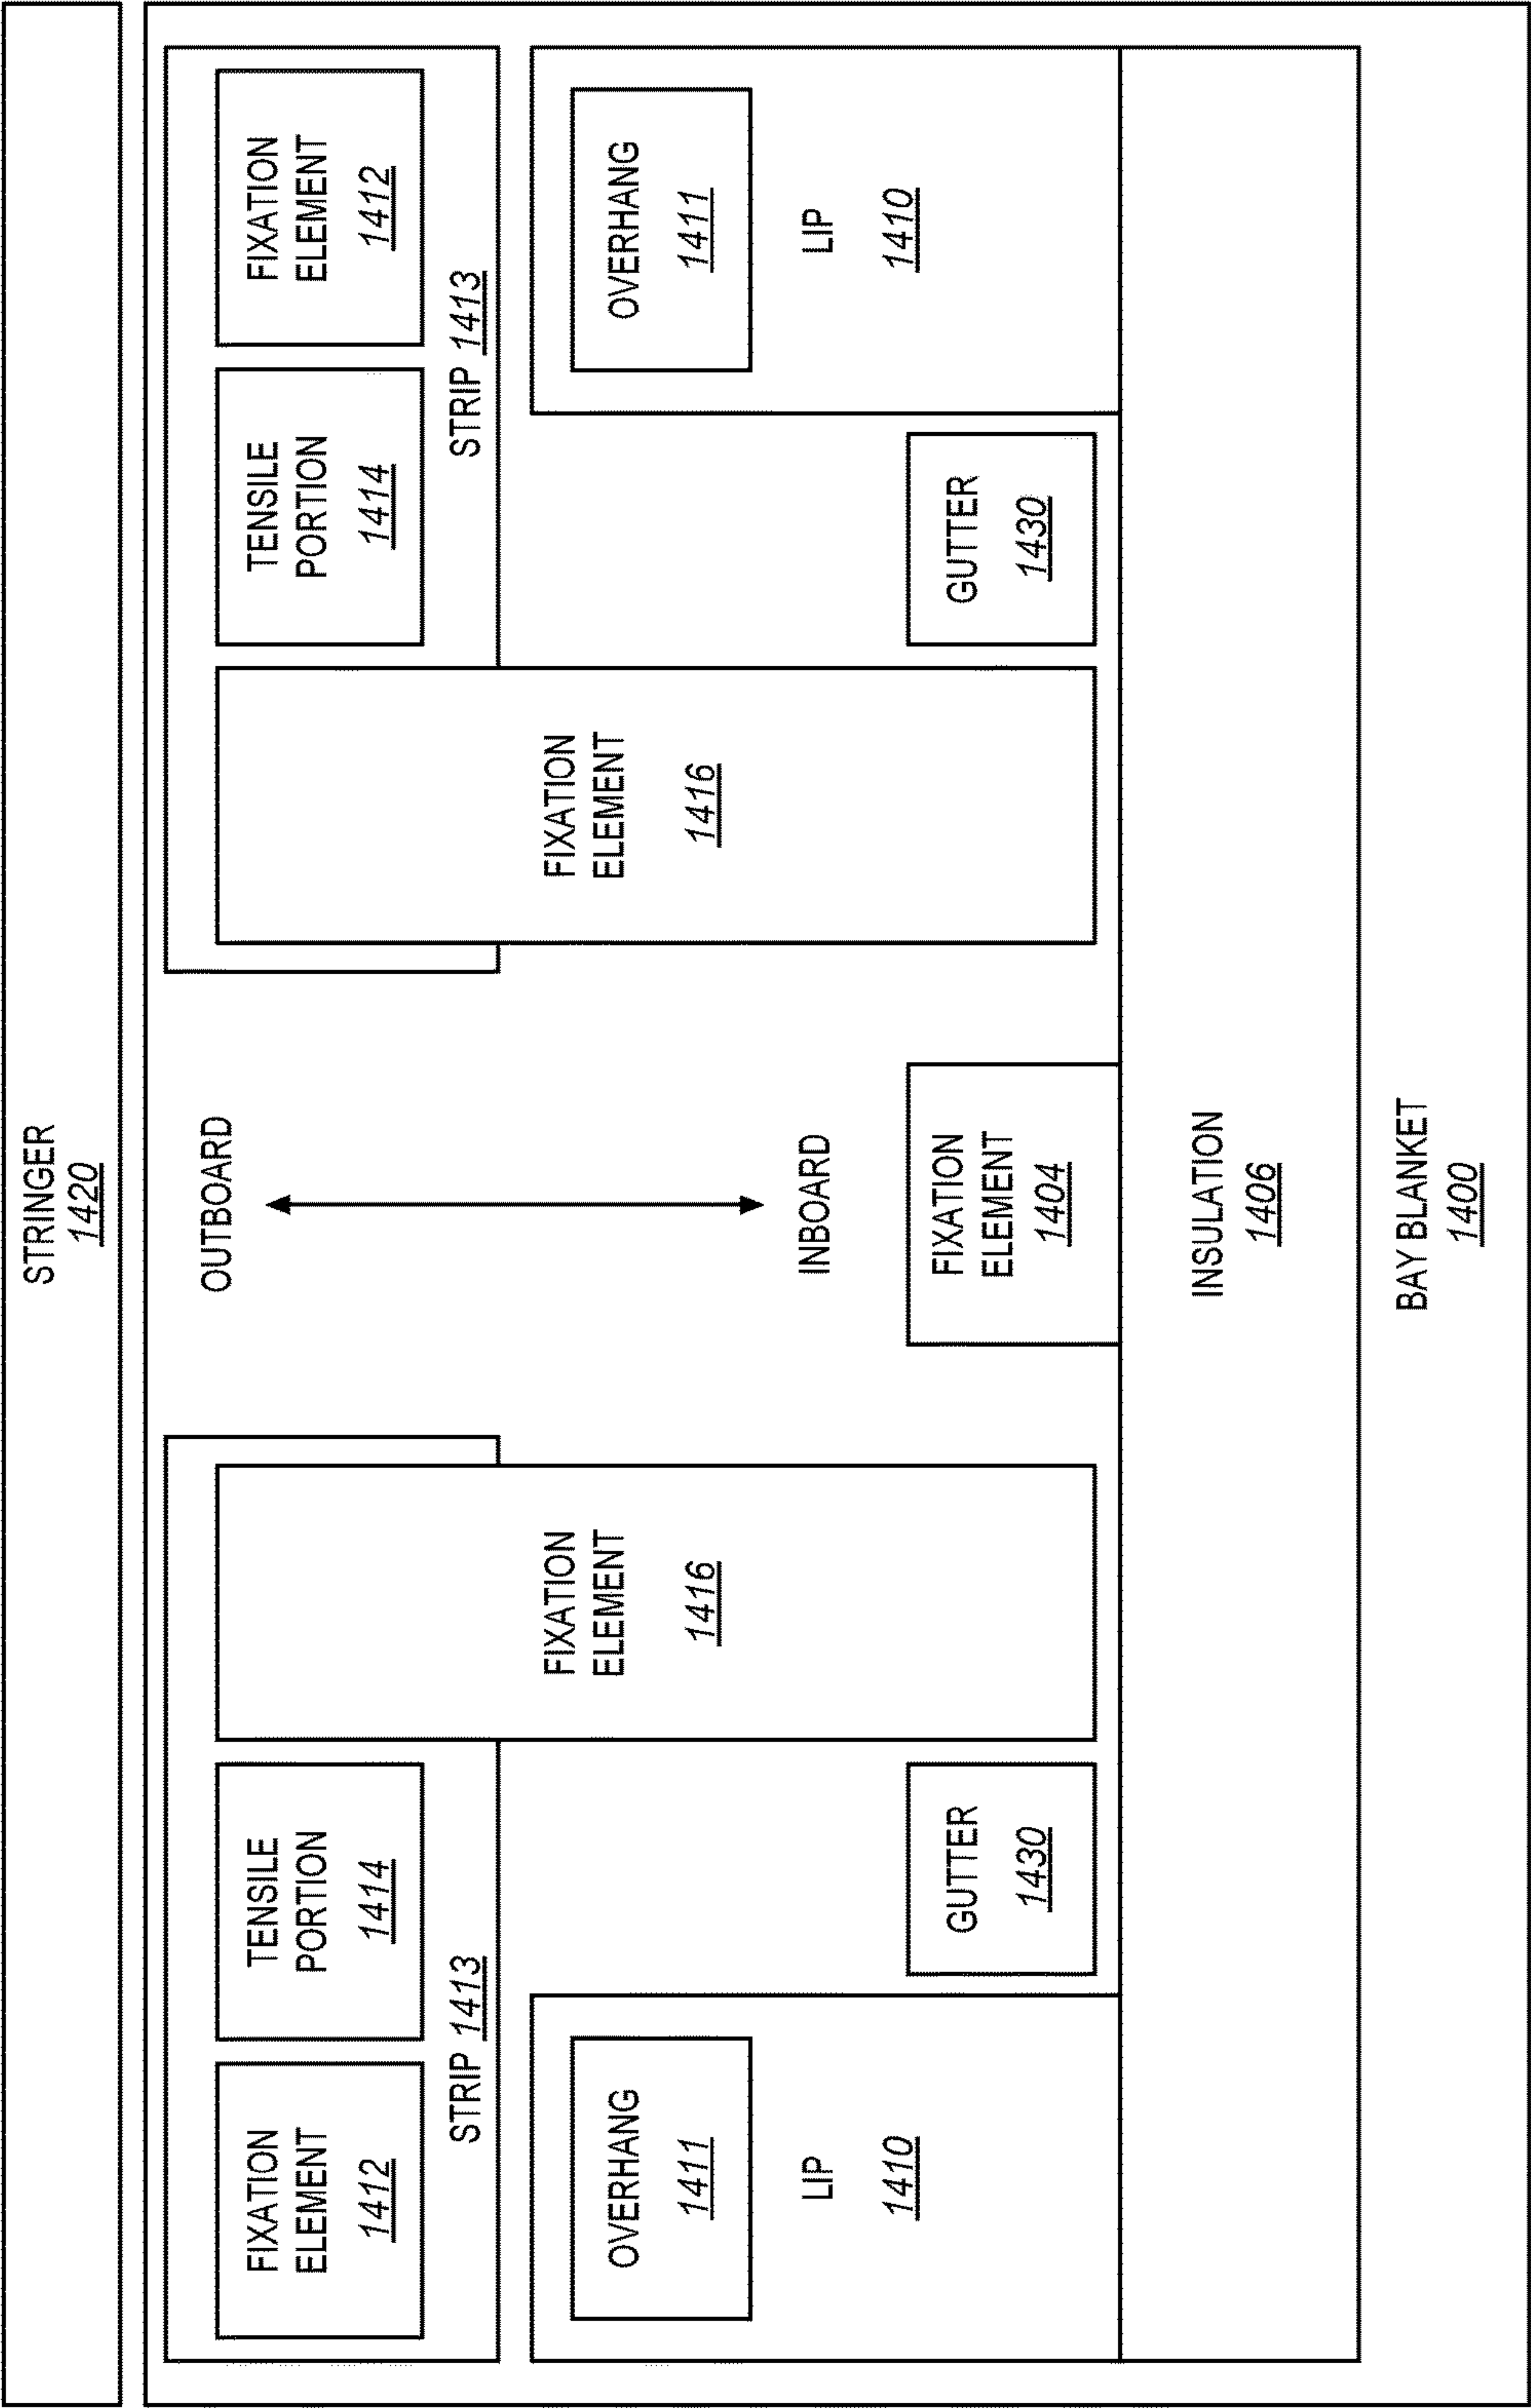 STRINGER
1420
FIXATION
ELEMENT
1412
TENSILE
PORTION
1414
STRIP 1413
OVERHANG
1411
LIP
1410
GUTTER
1430
FIXATION
ELEMENT
1416
OUTBOARD
INBOARD
FIXATION
ELEMENT
1404
FIXATION
ELEMENT
1416
TENSILE
PORTION
1414
FIXATION
ELEMENT
1412
STRIP 1413
GUTTER
1430
OVERHANG
1411
LIP
1410
INSULATION
1406
BAY BLANKET
1400